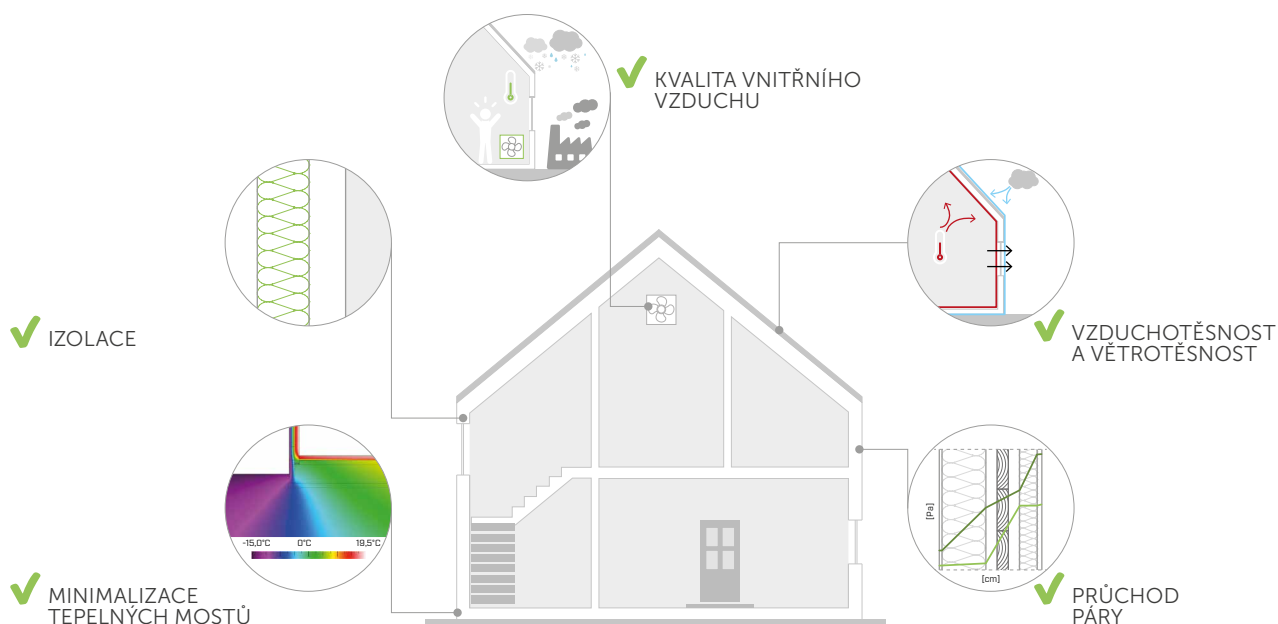 KVALITA VNITŘNÍHO
VZDUCHU
IZOLACE
VZDUCHOTĚSNOST
A VĚTROTĚSNOST
-15,0°C 0°C 19,5°C
MINIMALIZACE
TEPELNÝCH MOSTŮ
[Pa]
[cm]
PRŮCHOD
PÁRY